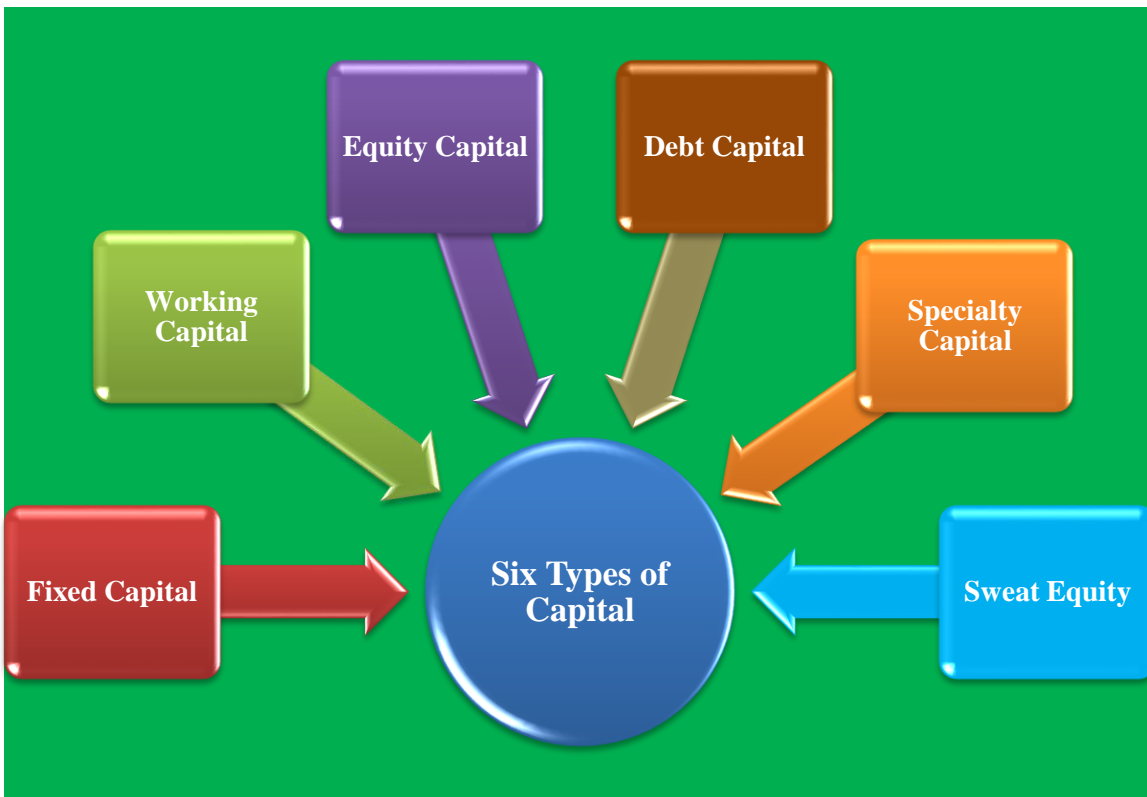 Equity Capital
Debt Capital
Working
Capital
Specialty
Capital
Fixed Capital
Six Types of
Capital
Sweat Equity